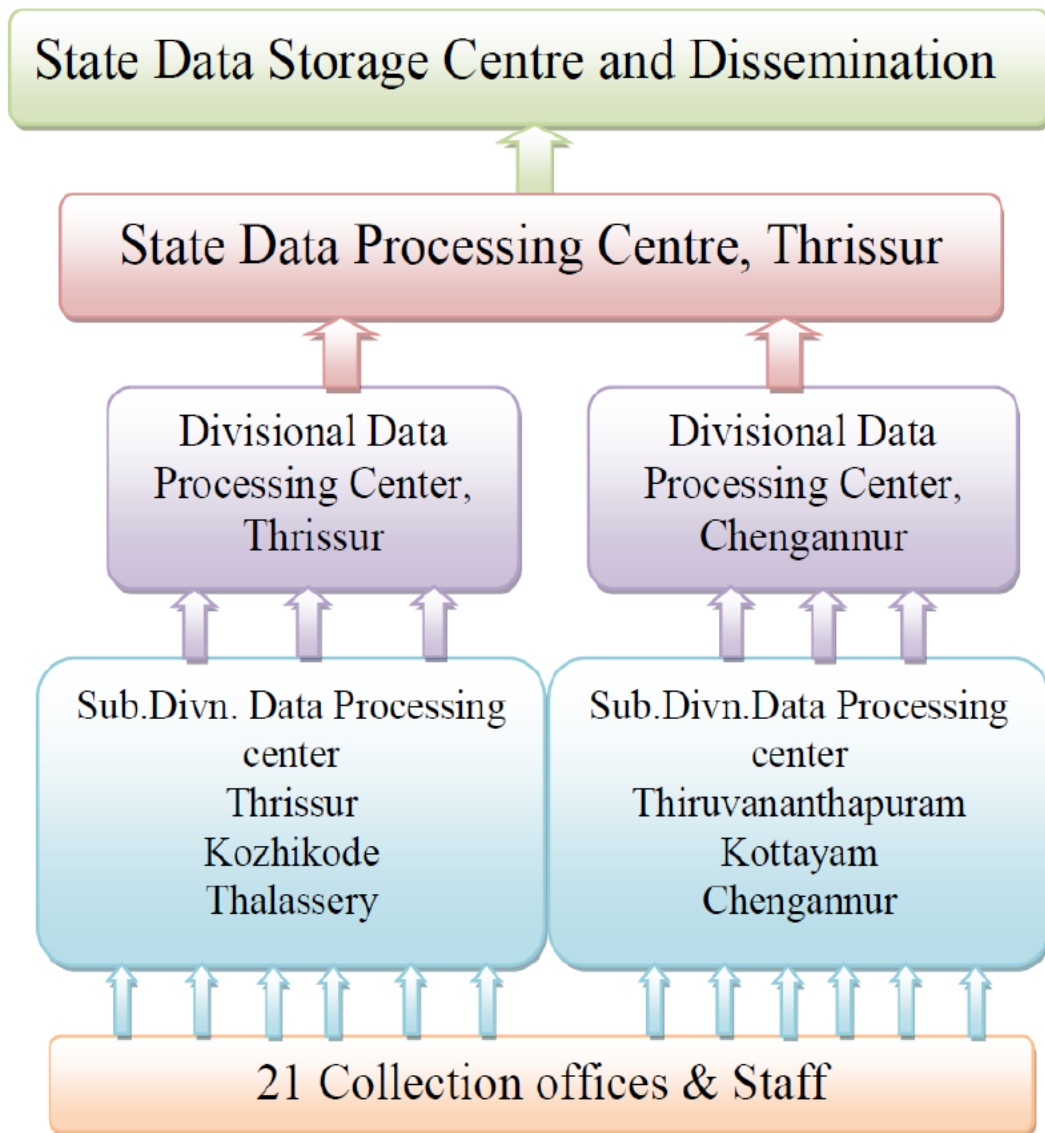 State Data Storage Centre and Dissemination
State Data Processing Centre, Thrissur
Divisional Data
Processing Center,
Thrissur
Divisional Data
Processing Center,
Chengannur
Sub.Divn. Data Processing
center
Thrissur
Kozhikode
Thalassery
Sub.Divn.Data Processing
center
Thiruvananthapuram
Kottayam
Chengannur
21 Collection offices & Staff